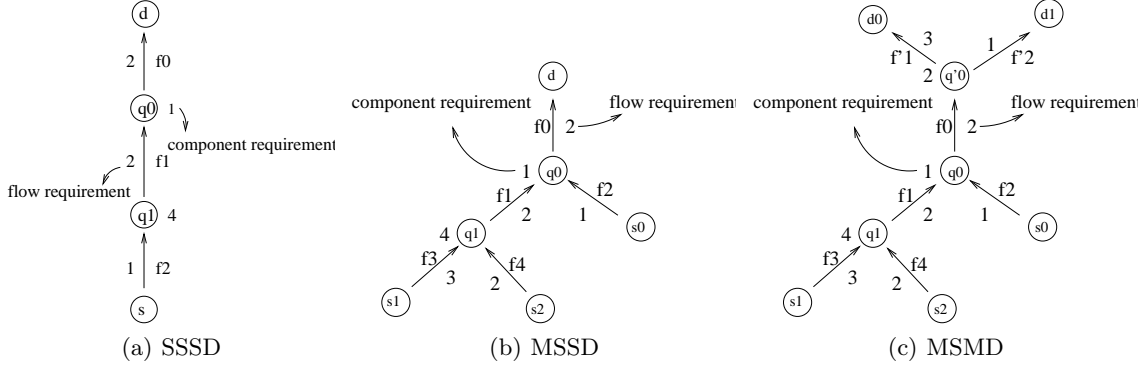 d
2 f0
q0 1
component requirement
2 f1
flow requirement
q1 4
1 f2
s
(a) SSSD
d
component requirement
flow requirement
f0 2
1 q0
f1 f2
2 1
4 q1 s0
f3 f4
3 2
s1 s2
(b) MSSD
d0 d1
3 1
f'1 f'2
2 q'0
component requirement
flow requirement
f0 2
1 q0
f1 f2
2 1
4 q1 s0
f3 f4
3 2
s1 s2
(c) MSMD